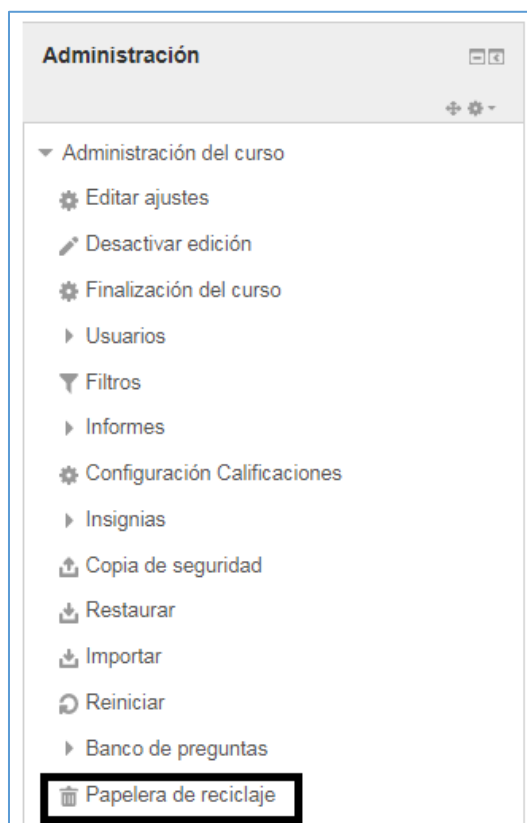 Administración
Administración del curso
Editar ajustes
Desactivar edición
Finalización del curso
Usuarios
Filtros
Informes
Configuración Calificaciones
Insignias
Copia de seguridad
Restaurar
Importar
Reiniciar
Banco de preguntas
Papelera de reciclaje